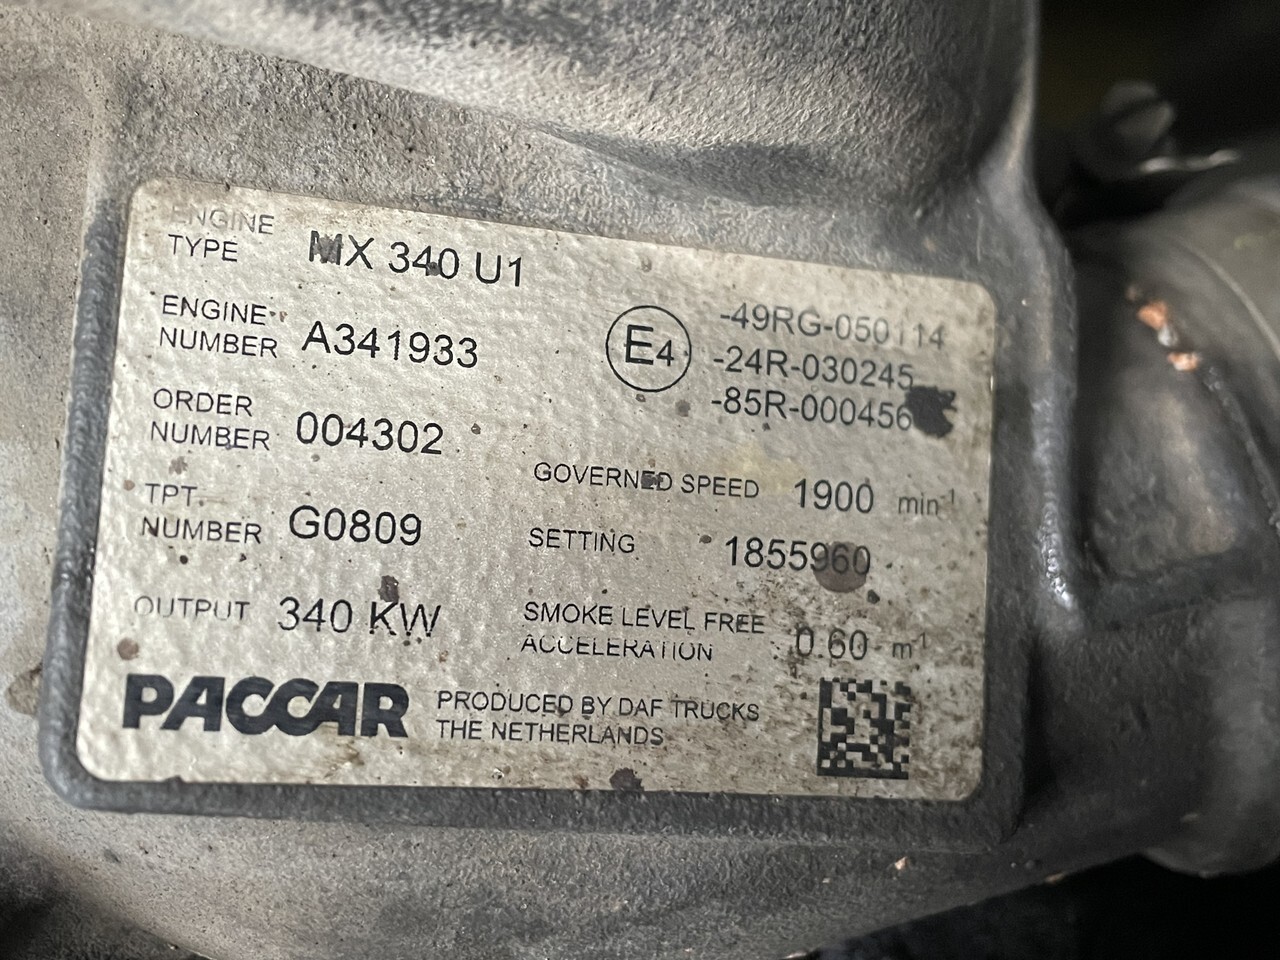 ENGINE
TYPE MX 340 U1
ENGINE
NUMBER A341933
E4
-49RG-050114
-24R-030245
-85R-000456
ORDER
NUMBER 004302
GOVERNED SPEED 1900 min-1
TPT.
NUMBER G0809
SETTING 1855960
OUTPUT 340 KW
SMOKE LEVEL FREE
ACCELERATION 0.60 m-1
PACCAR
PRODUCED BY DAF TRUCKS
THE NETHERLANDS